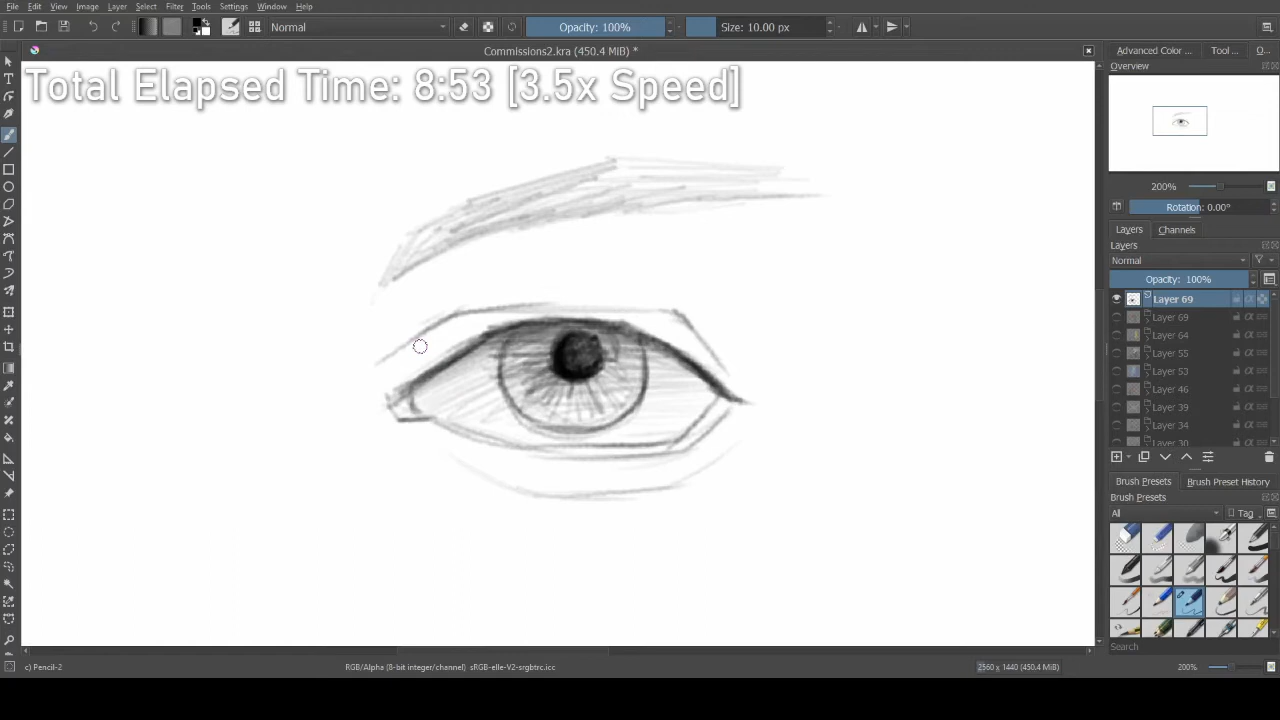 File Edit View Image Layer Select Filter Tools Settings Window Help
Normal Opacity: 100% Size: 10.00 px
Commissions2.kra (450.4 MiB) *
Total Elapsed Time: 8:53 [3.5x Speed]
Advanced Color ... Tool ... O...
Overview
200%
Rotation: 0.00°
Layers Channels
Layers
Normal
Opacity: 100%
Layer 69
Layer 69
Layer 64
Layer 55
Layer 53
Layer 46
Layer 39
Layer 34
Layer 30
Brush Presets Brush Preset History
Brush Presets
All Tag
Search
c) Pencil-2 RGB/Alpha (8-bit integer/channel) sRGB-elle-V2-srgbtrc.icc 2560 x 1440 (450.4 MiB) 200%